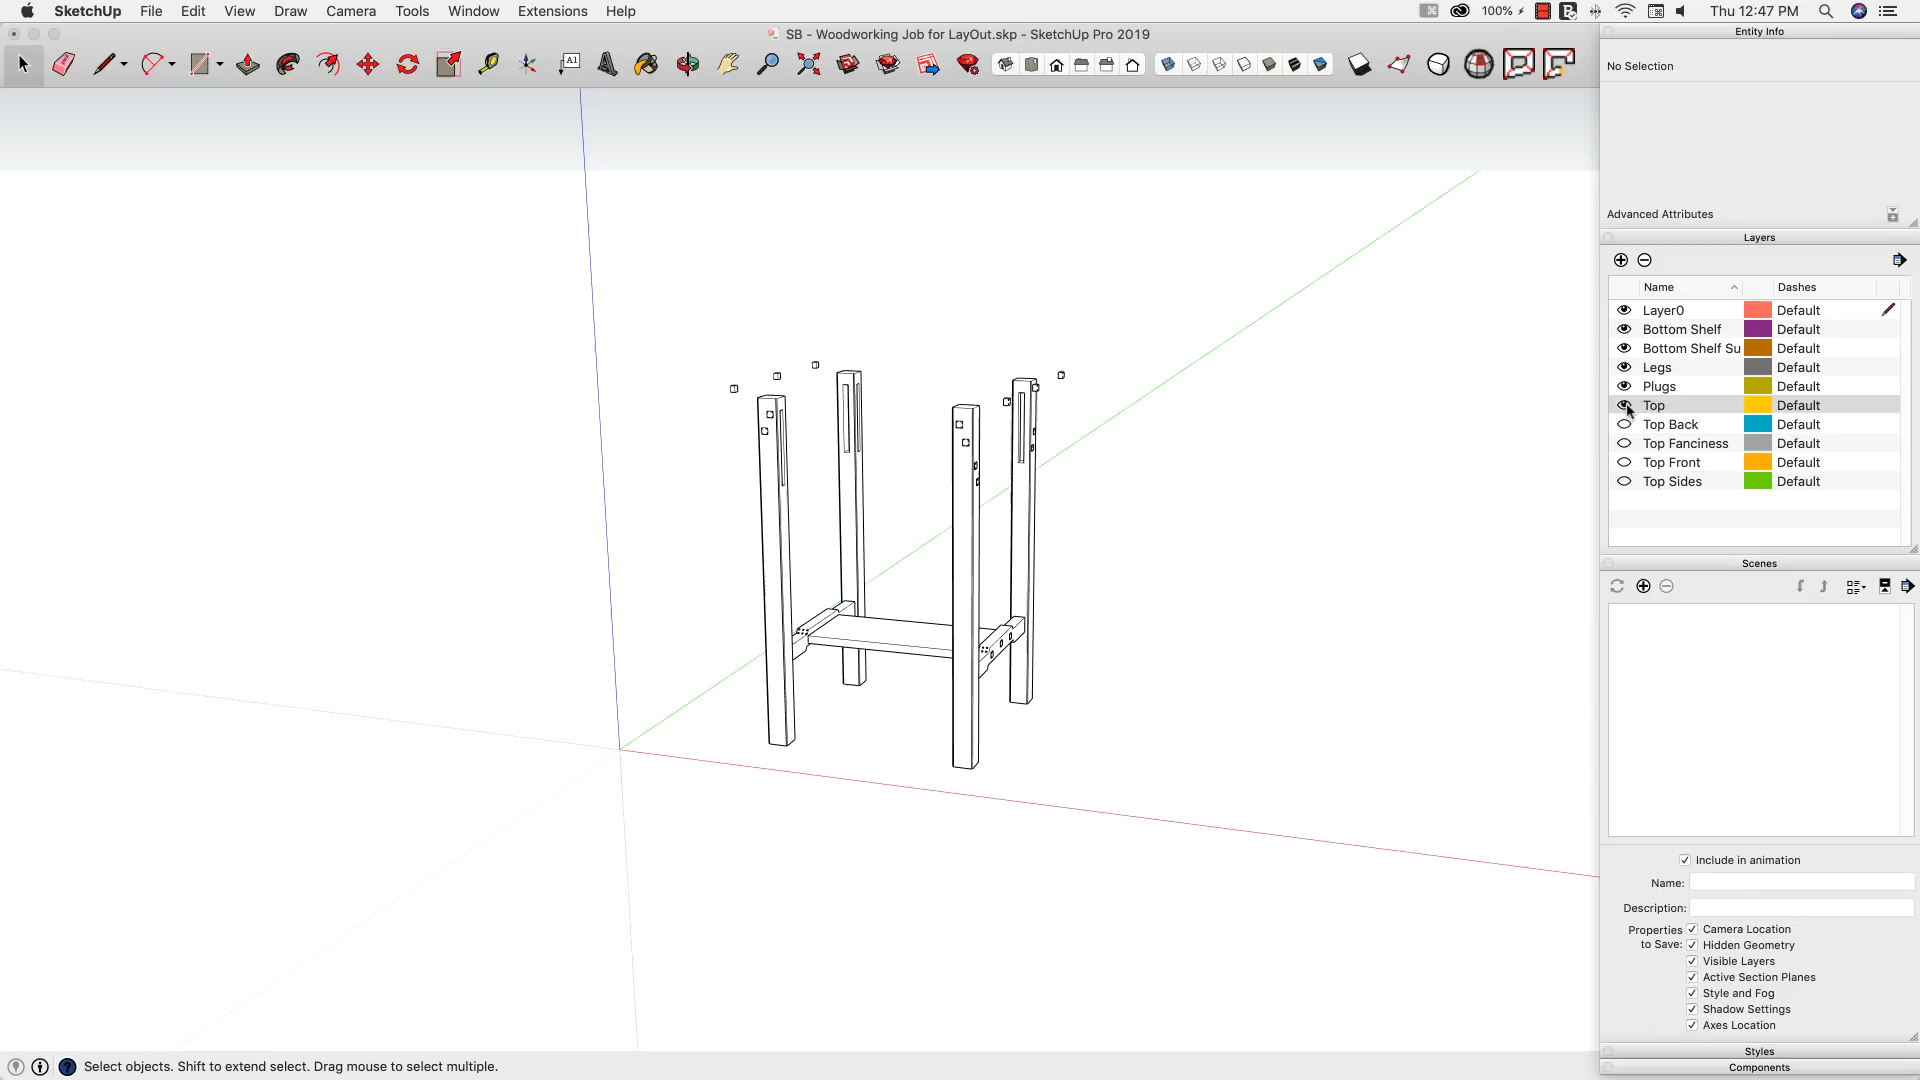 SketchUp File Edit View Draw Camera Tools Window Extensions Help 100% Thu 12:47 PM
SB - Woodworking Job for LayOut.skp - SketchUp Pro 2019
A1
Entity Info
No Selection
Advanced Attributes
Layers
Name Dashes
Layer0 Default
Bottom Shelf Default
Bottom Shelf Su Default
Legs Default
Plugs Default
Top Default
Top Back Default
Top Fanciness Default
Top Front Default
Top Sides Default
Scenes
Include in animation
Name:
Description:
Properties Camera Location
to Save: Hidden Geometry
Visible Layers
Active Section Planes
Style and Fog
Shadow Settings
Axes Location
Styles
Components
Select objects. Shift to extend select. Drag mouse to select multiple.